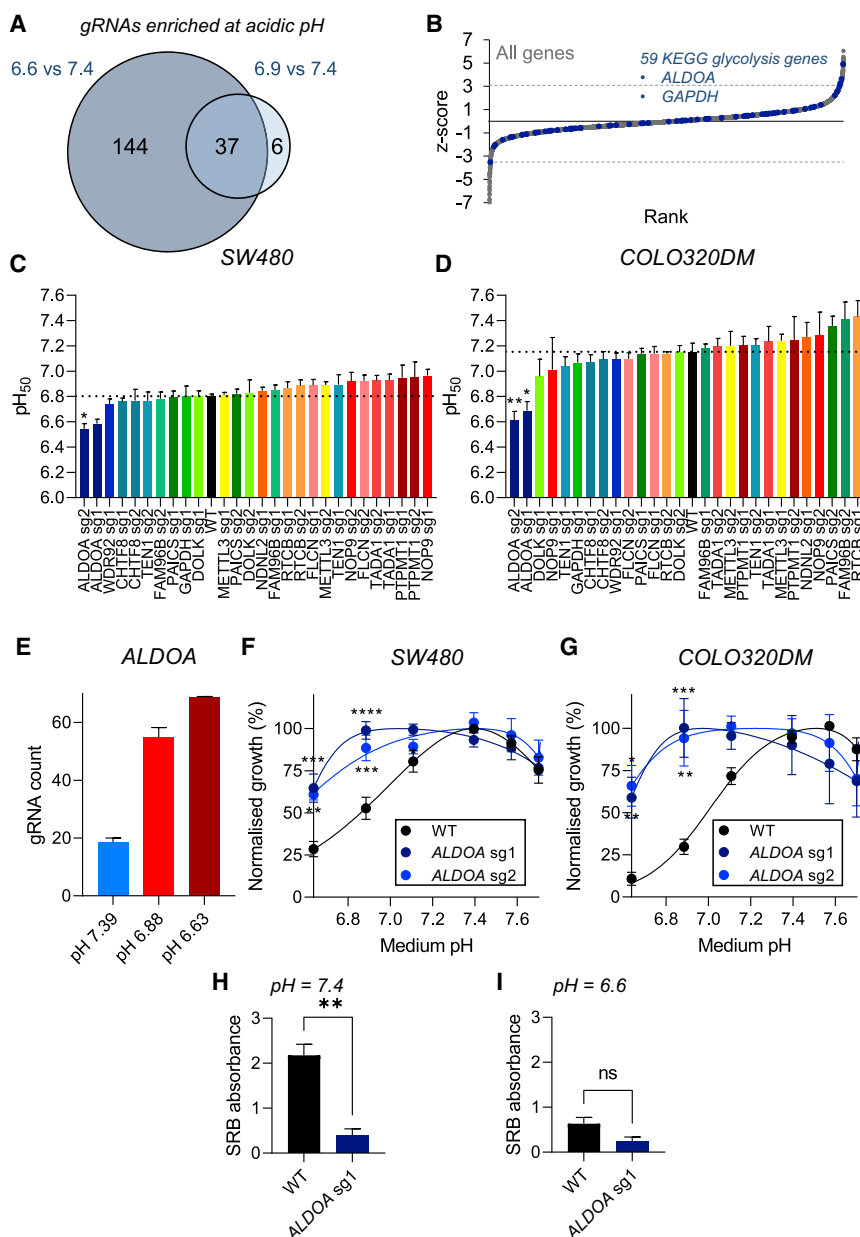 A
gRNAs enriched at acidic pH
6.6 vs 7.4
6.9 vs 7.4
144
37
6
B
All genes
59 KEGG glycolysis genes
• ALDOA
• GAPDH
z-score
7
5
3
1
-1
-3
-5
-7
Rank
C
SW480
pH50
7.6
7.4
7.2
7.0
6.8
6.6
6.4
6.2
6.0
*
ALDOA sg2
ALDOA sg1
WDR92 sg1
CHTF8 sg1
CHTF8 sg2
TEN1 sg2
FAM96B sg2
PAICS sg1
GAPDH sg1
DOLK sg1
WT
METTL3 sg1
PAICS sg2
DOLK sg2
NDNL2 sg2
FAM96B sg1
RTCB sg2
RTCB sg1
FLCN sg1
METTL3 sg2
TEN1 sg1
NOP9 sg2
FLCN sg2
TADA1 sg1
TADA1 sg2
PTPMT1 sg1
PTPMT1 sg2
NOP9 sg1
D
COLO320DM
pH50
7.6
7.4
7.2
7.0
6.8
6.6
6.4
6.2
6.0
**
*
ALDOA sg2
ALDOA sg1
DOLK sg1
NOP9 sg1
TEN1 sg1
GAPDH sg1
CHTF8 sg1
CHTF8 sg2
WDR92 sg1
FLCN sg2
PAICS sg1
FLCN sg1
RTCB sg2
DOLK sg2
WT
FAM96B sg1
TADA1 sg2
METTL3 sg1
PTPMT1 sg1
TEN1 sg2
TADA1 sg1
METTL3 sg2
PTPMT1 sg2
NDNL2 sg2
NOP9 sg2
PAICS sg2
FAM96B sg2
RTCB sg1
E
ALDOA
gRNA count
60
40
20
0
pH 7.39
pH 6.88
pH 6.63
F
SW480
Normalised growth (%)
100
75
50
25
0
****
***
***
**
*
WT
ALDOA sg1
ALDOA sg2
6.8
7.0
7.2
7.4
7.6
Medium pH
G
COLO320DM
Normalised growth (%)
100
75
50
25
0
***
**
*
**
WT
ALDOA sg1
ALDOA sg2
6.8
7.0
7.2
7.4
7.6
Medium pH
H
pH = 7.4
**
SRB absorbance
3
2
1
0
WT
ALDOA sg1
I
pH = 6.6
ns
SRB absorbance
3
2
1
0
WT
ALDOA sg1